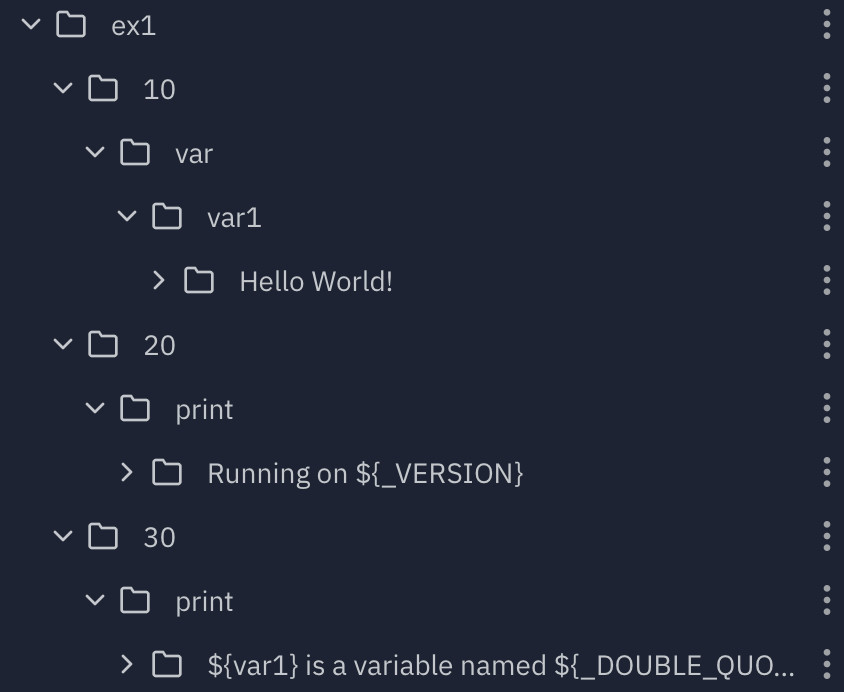 ex1
10
var
var1
Hello World!
20
print
Running on ${_VERSION}
30
print
${var1} is a variable named ${_DOUBLE_QUO...